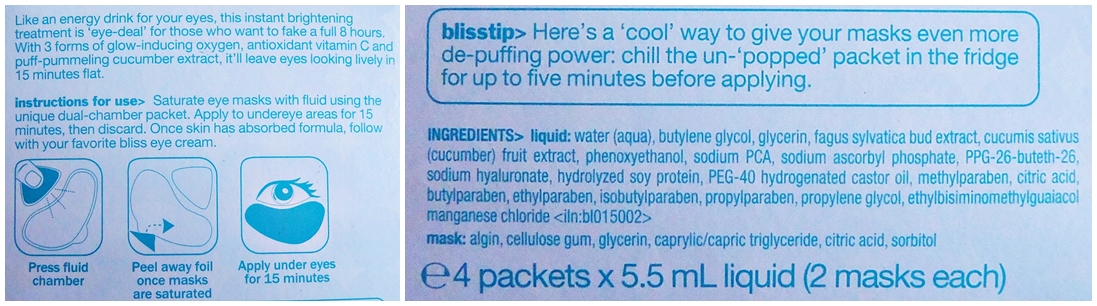 Like an energy drink for your eyes, this instant brightening
treatment is 'eye-deal' for those who want to fake a full 8 hours.
With 3 forms of glow-inducing oxygen, antioxidant vitamin C and
puff-pummeling cucumber extract, it'll leave eyes looking lively in
15 minutes flat.
instructions for use> Saturate eye masks with fluid using the
unique dual-chamber packet. Apply to undereye areas for 15
minutes, then discard. Once skin has absorbed formula, follow
with your favorite bliss eye cream.
Press fluid
chamber
Peel away foil
once masks
are saturated
Apply under eyes
for 15 minutes
blisstip> Here's a 'cool' way to give your masks even more
de-puffing power: chill the un-'popped' packet in the fridge
for up to five minutes before applying.
INGREDIENTS> liquid: water (aqua), butylene glycol, glycerin, fagus sylvatica bud extract, cucumis sativus
(cucumber) fruit extract, phenoxyethanol, sodium PCA, sodium ascorbyl phosphate, PPG-26-buteth-26,
sodium hyaluronate, hydrolyzed soy protein, PEG-40 hydrogenated castor oil, methylparaben, citric acid,
butylparaben, ethylparaben, isobutylparaben, propylparaben, propylene glycol, ethylbisiminomethylguaiacol
manganese chloride <iln:bl015002>
mask: algin, cellulose gum, glycerin, caprylic/capric triglyceride, citric acid, sorbitol
℮4 packets x 5.5 mL liquid (2 masks each)